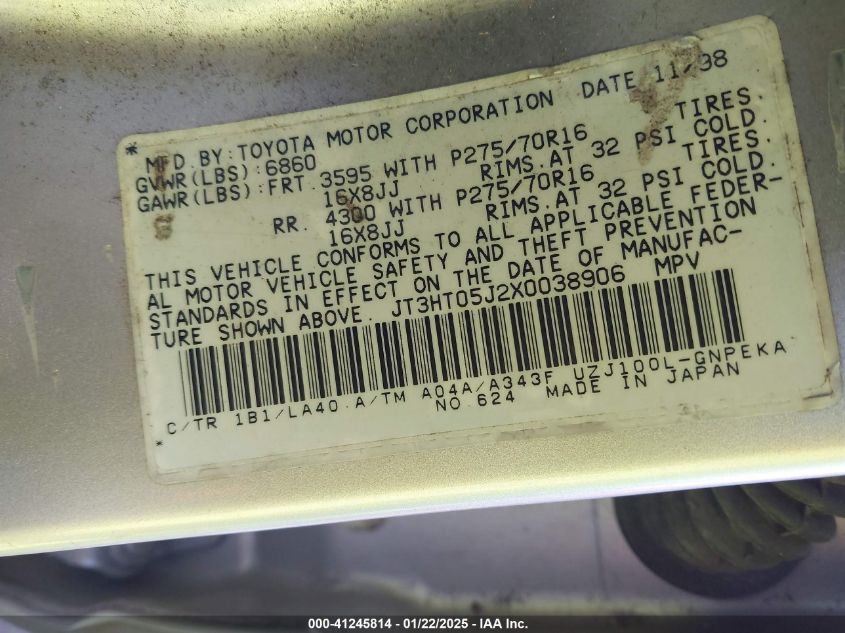 * MFD. BY: TOYOTA MOTOR CORPORATION DATE 11/98
GVWR(LBS): 6860
GAWR(LBS): FRT. 3595 WITH P275/70R16 TIRES.
16X8JJ RIMS. AT 32 PSI COLD.
RR. 4300 WITH P275/70R16 TIRES.
16X8JJ RIMS. AT 32 PSI COLD.
THIS VEHICLE CONFORMS TO ALL APPLICABLE FEDER-
AL MOTOR VEHICLE SAFETY AND THEFT PREVENTION
STANDARDS IN EFFECT ON THE DATE OF MANUFAC-
TURE SHOWN ABOVE. JT3HT05J2X0038906 MPV
C/TR 1B1/LA40 A/TM A04A/A343F UZJ100L-GNPEKA
* NO.624 MADE IN JAPAN
000-41245814 - 01/22/2025 - IAA Inc.